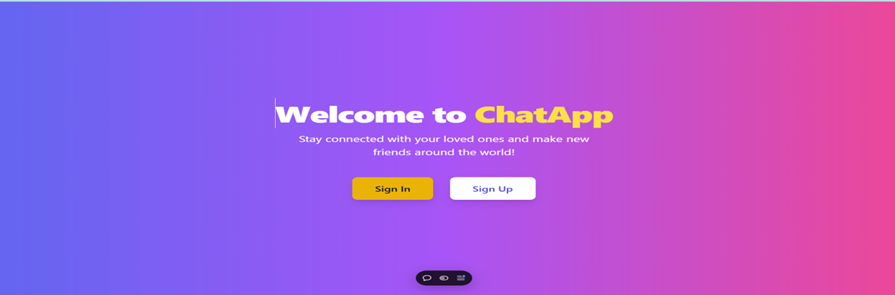 Welcome to ChatApp
Stay connected with your loved ones and make new
friends around the world!
Sign In
Sign Up